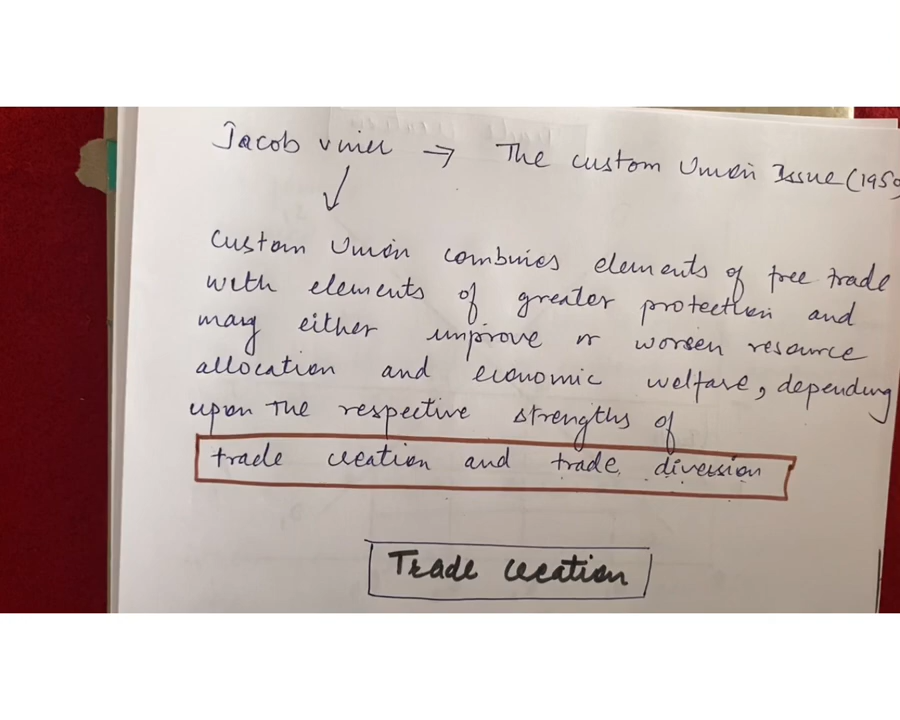 Jacob viner → The custom Union Issue (1950
custom Union combines elements of free trade
with elements of greater protection and
may either improve or worsen resource
allocation and economic welfare, depending
upon The respective strengths of
trade creation and trade diversion
Trade creation